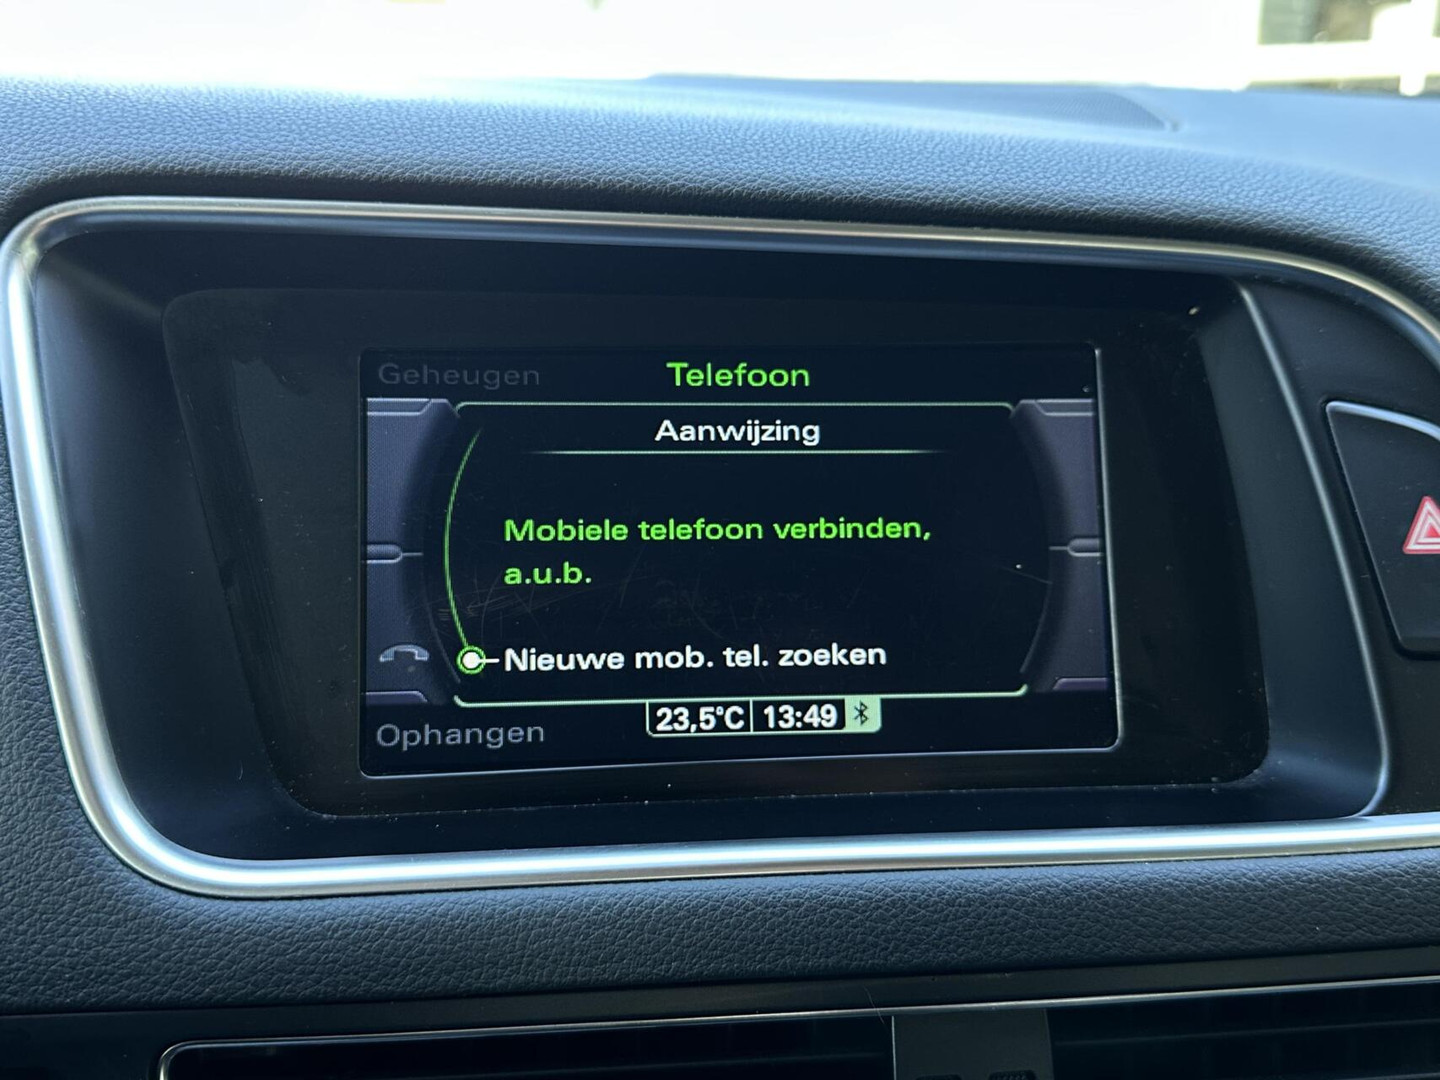 Geheugen
Telefoon
Aanwijzing
Mobiele telefoon verbinden,
a.u.b.
Nieuwe mob. tel. zoeken
Ophangen
23,5°C 13:49